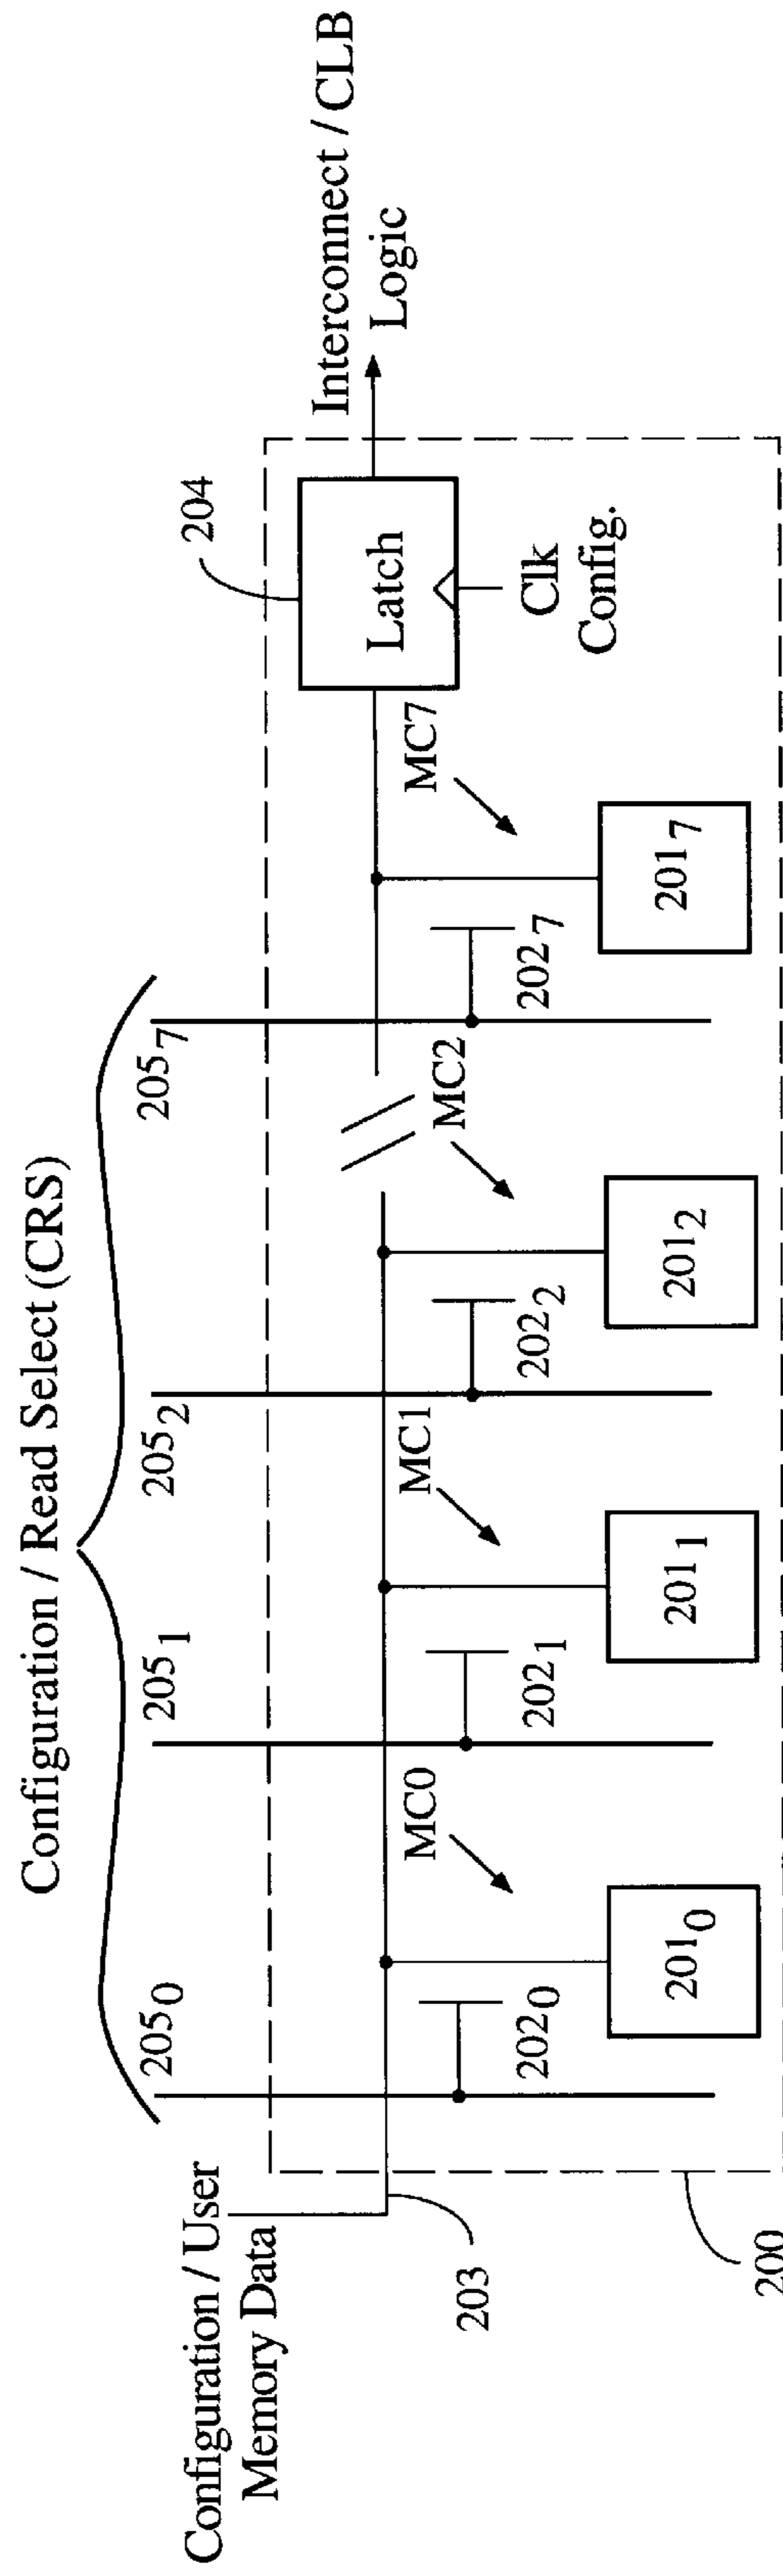 Configuration / Read Select (CRS)
205₀
205₁
205₂
205₇
Configuration / User
Memory Data
203
200
MC0
MC1
MC2
MC7
202₀
202₁
202₂
202₇
201₀
201₁
201₂
201₇
204
Latch
Clk
Config.
Interconnect / CLB
Logic